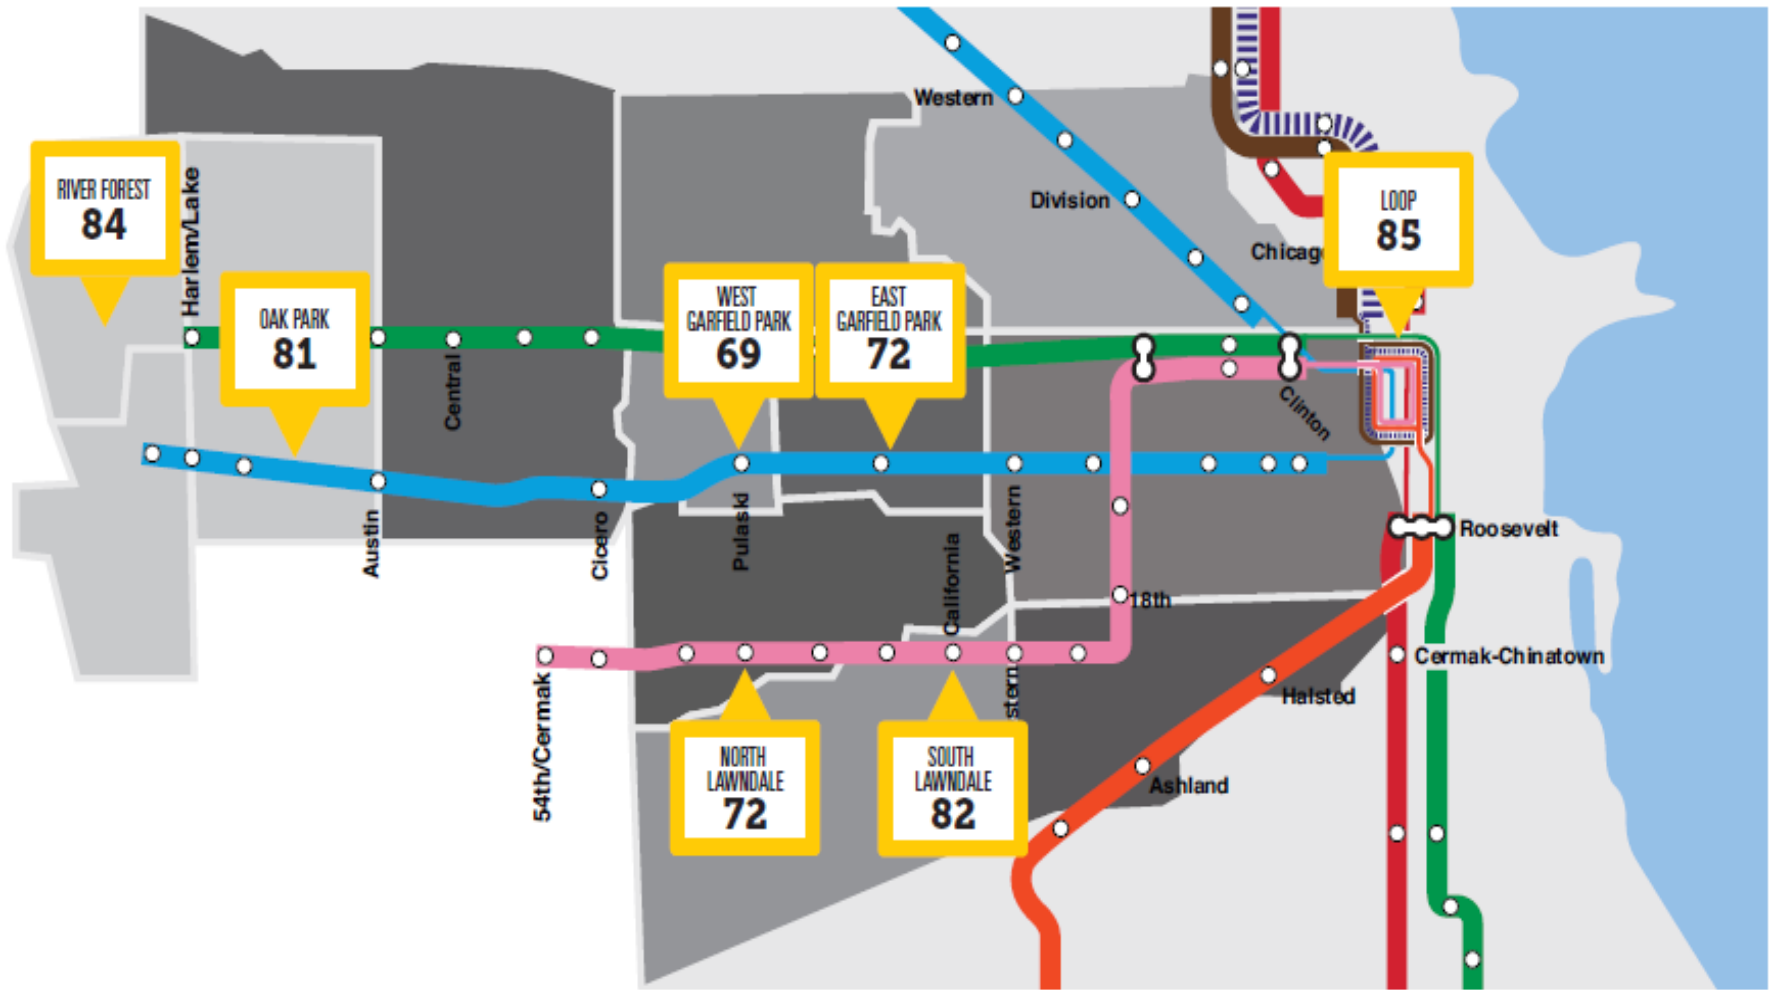 Western
Division
Chicag
RIVER FOREST
84
Harlem/Lake
OAK PARK
81
Central
WEST
GARFIELD PARK
69
EAST
GARFIELD PARK
72
LOOP
85
Clinton
Austin
Cicero
Pulaski
California
Western
Roosevelt
18th
54th/Cermak
NORTH
LAWNDALE
72
SOUTH
LAWNDALE
82
stern
Cermak-Chinatown
Halsted
Ashland